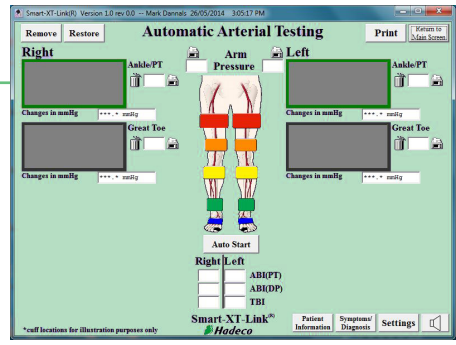 Smart-XT-Link(R) Version 1.0 rev 0.0 --- Mark Dannals 26/05/2014 3:05:17 PM
Remove Restore Automatic Arterial Testing Print Return to Main Screen
Right Arm Pressure Left
Ankle/PT Ankle/PT
Changes in mmHg ***.* mmHg Changes in mmHg ***.* mmHg
Great Toe Great Toe
Changes in mmHg ***.* mmHg Changes in mmHg ***.* mmHg
Auto Start
Right Left
ABI(PT)
ABI(DP)
TBI
Smart-XT-Link(R)
Hadeco
*cuff locations for illustration purposes only
Patient Information Symptoms/ Diagnosis Settings